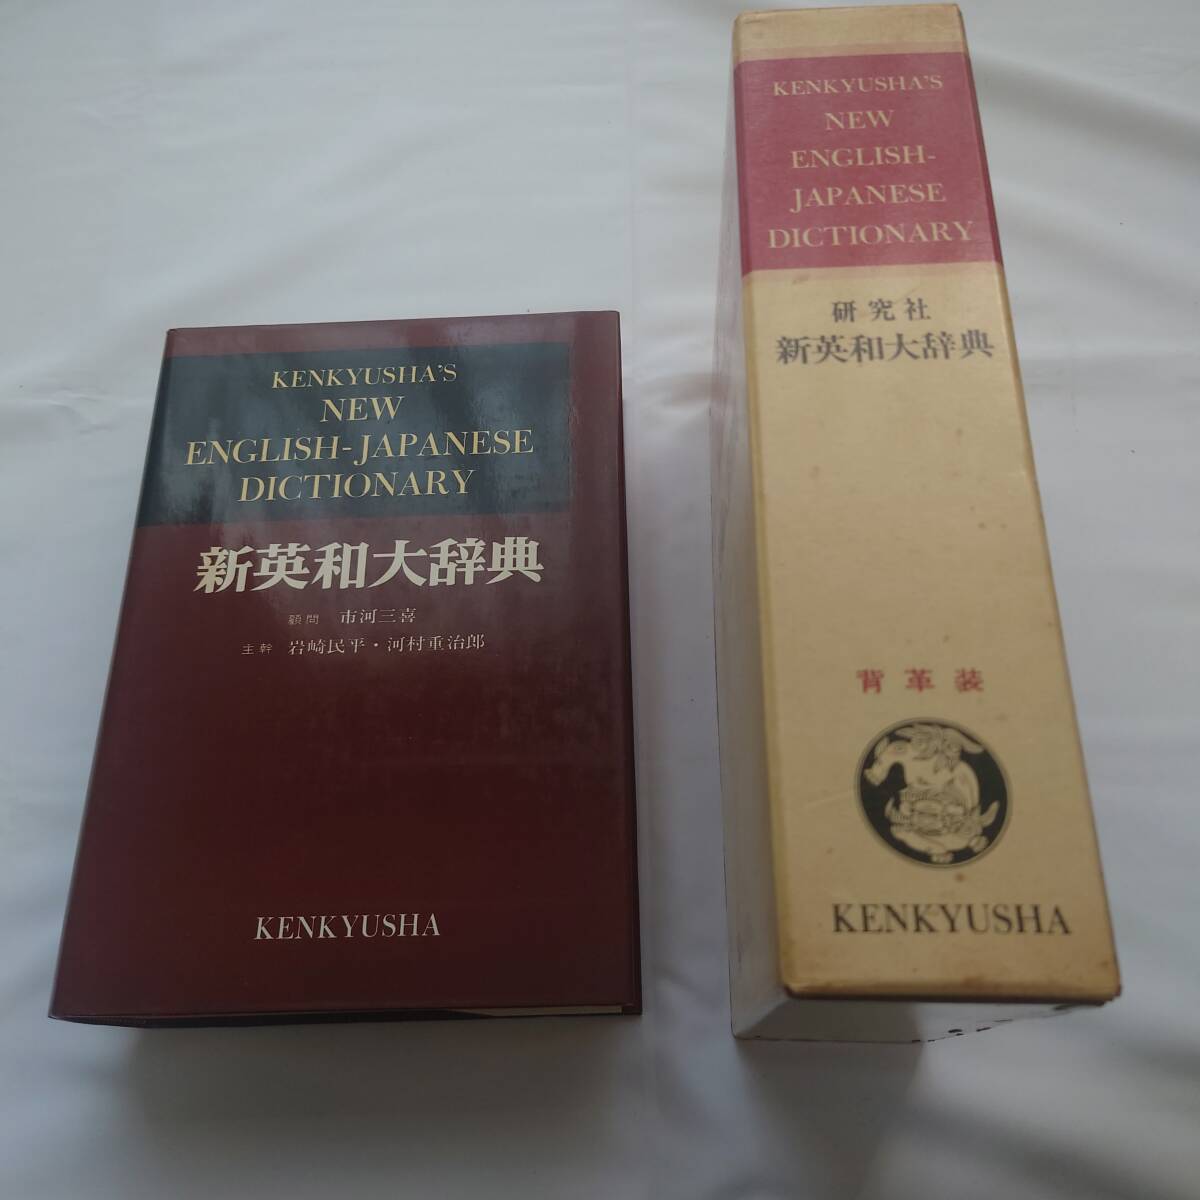 KENKYUSHA'S
NEW
ENGLISH-JAPANESE
DICTIONARY
新英和大辞典
顧問 市河三喜
主幹 岩崎民平・河村重治郎
KENKYUSHA
KENKYUSHA'S
NEW
ENGLISH-
JAPANESE
DICTIONARY
研究社
新英和大辞典
背革装
KENKYUSHA